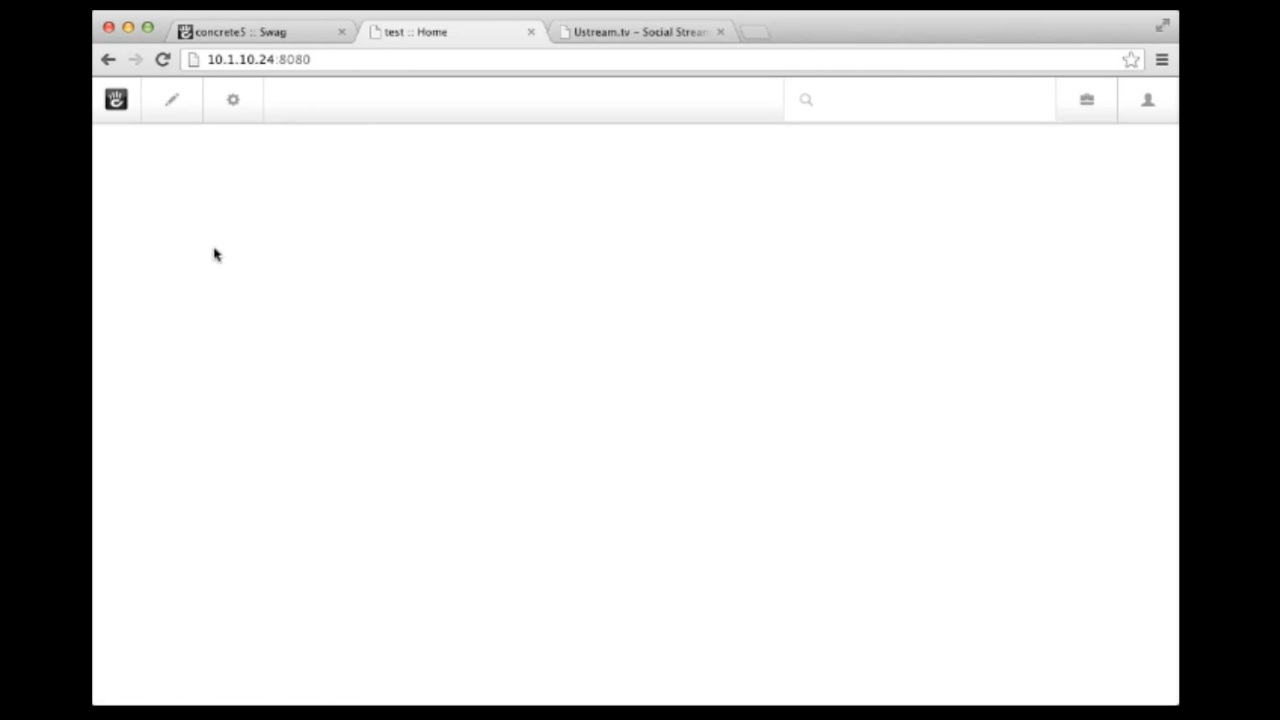 concrete5 :: Swag
test :: Home
Ustream.tv – Social Stream
10.1.10.24:8080